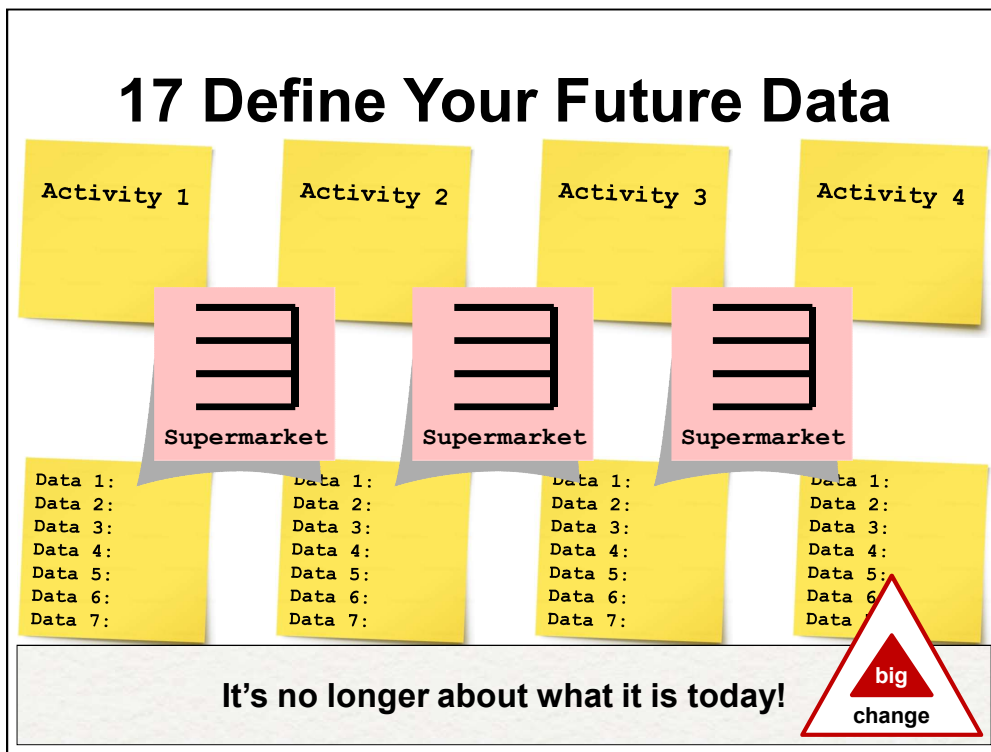 17 Define Your Future Data
Activity 1
Activity 2
Activity 3
Activity 4
Supermarket
Supermarket
Supermarket
Data 1:
Data 2:
Data 3:
Data 4:
Data 5:
Data 6:
Data 7:
Data 1:
Data 2:
Data 3:
Data 4:
Data 5:
Data 6:
Data 7:
Data 1:
Data 2:
Data 3:
Data 4:
Data 5:
Data 6:
Data 7:
Data 1:
Data 2:
Data 3:
Data 4:
Data 5:
Data 6
Data
It's no longer about what it is today!
big
change